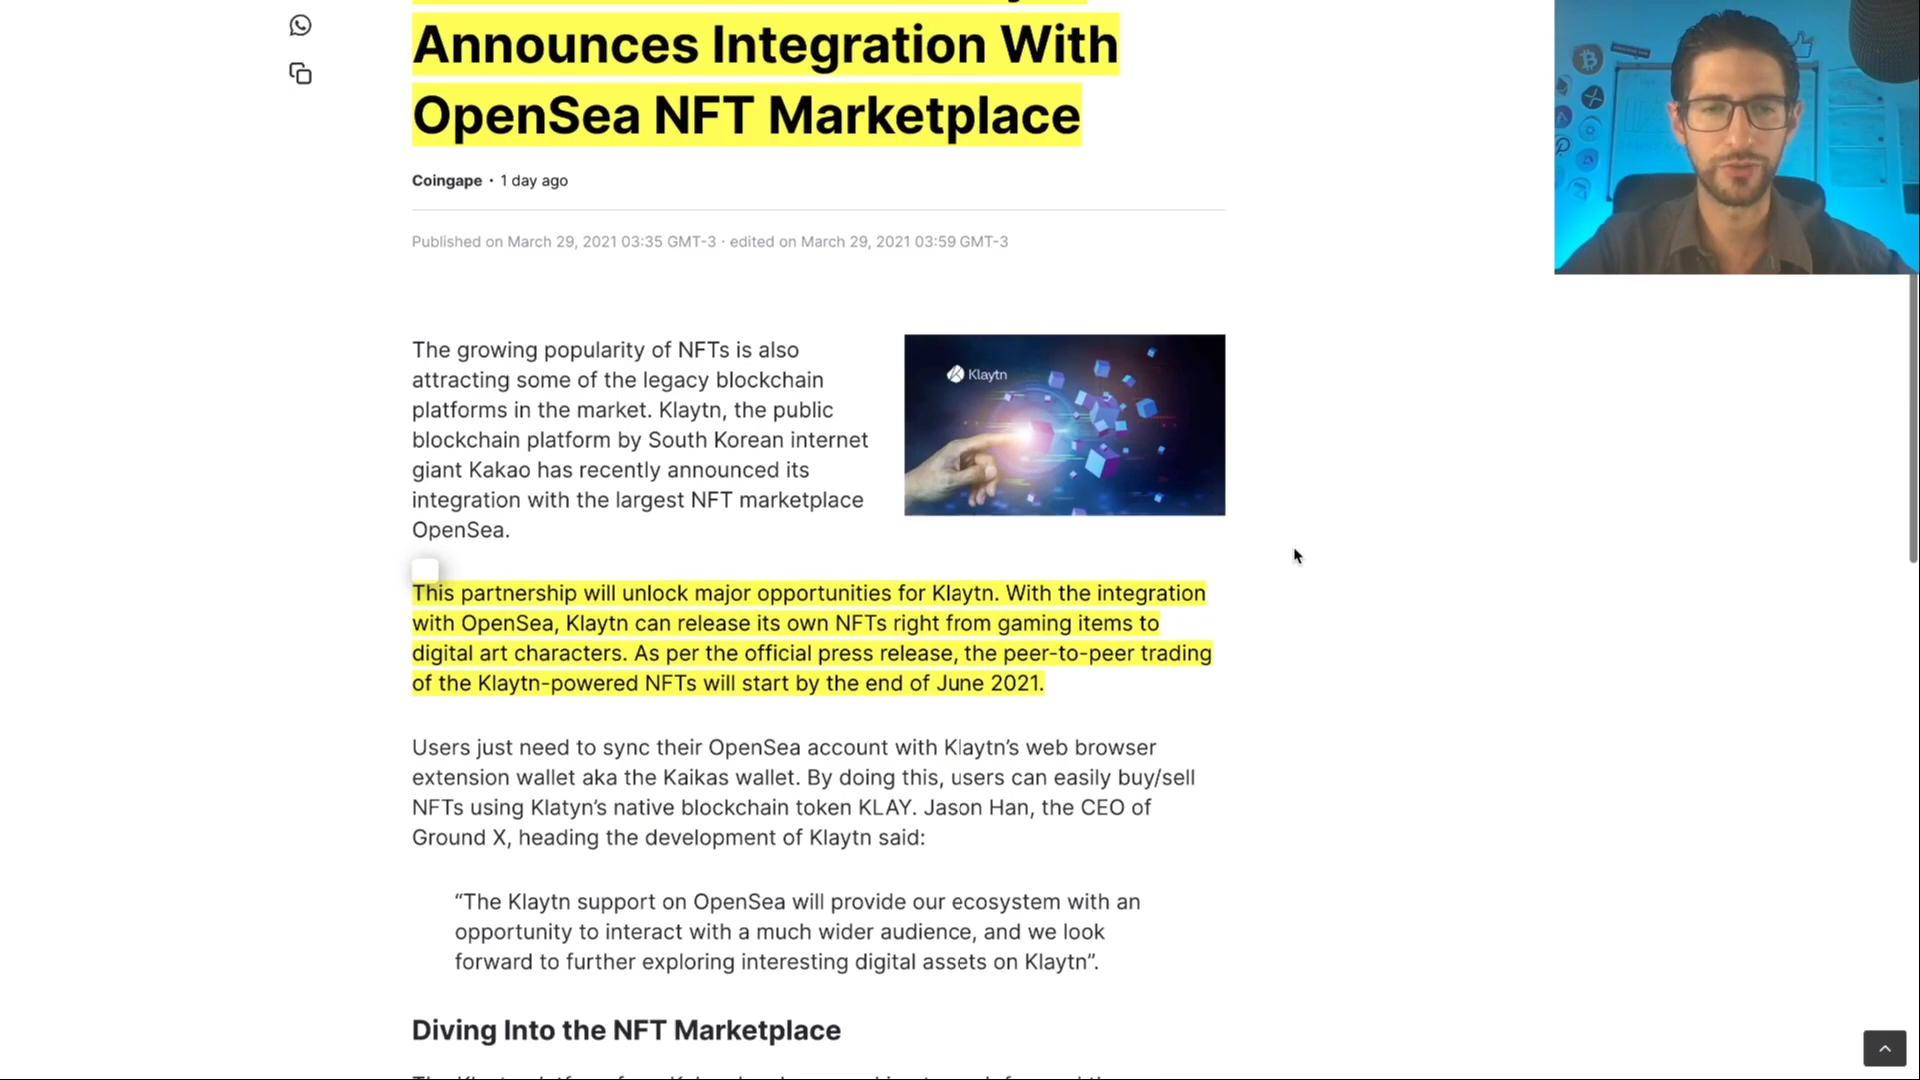 Announces Integration With
OpenSea NFT Marketplace
Coingape · 1 day ago
Published on March 29, 2021 03:35 GMT-3 · edited on March 29, 2021 03:59 GMT-3
The growing popularity of NFTs is also
attracting some of the legacy blockchain
platforms in the market. Klaytn, the public
blockchain platform by South Korean internet
giant Kakao has recently announced its
integration with the largest NFT marketplace
OpenSea.
Klaytn
This partnership will unlock major opportunities for Klaytn. With the integration
with OpenSea, Klaytn can release its own NFTs right from gaming items to
digital art characters. As per the official press release, the peer-to-peer trading
of the Klaytn-powered NFTs will start by the end of June 2021.
Users just need to sync their OpenSea account with Klaytn’s web browser
extension wallet aka the Kaikas wallet. By doing this, users can easily buy/sell
NFTs using Klatyn’s native blockchain token KLAY. Jason Han, the CEO of
Ground X, heading the development of Klaytn said:
“The Klaytn support on OpenSea will provide our ecosystem with an
opportunity to interact with a much wider audience, and we look
forward to further exploring interesting digital assets on Klaytn”.
Diving Into the NFT Marketplace